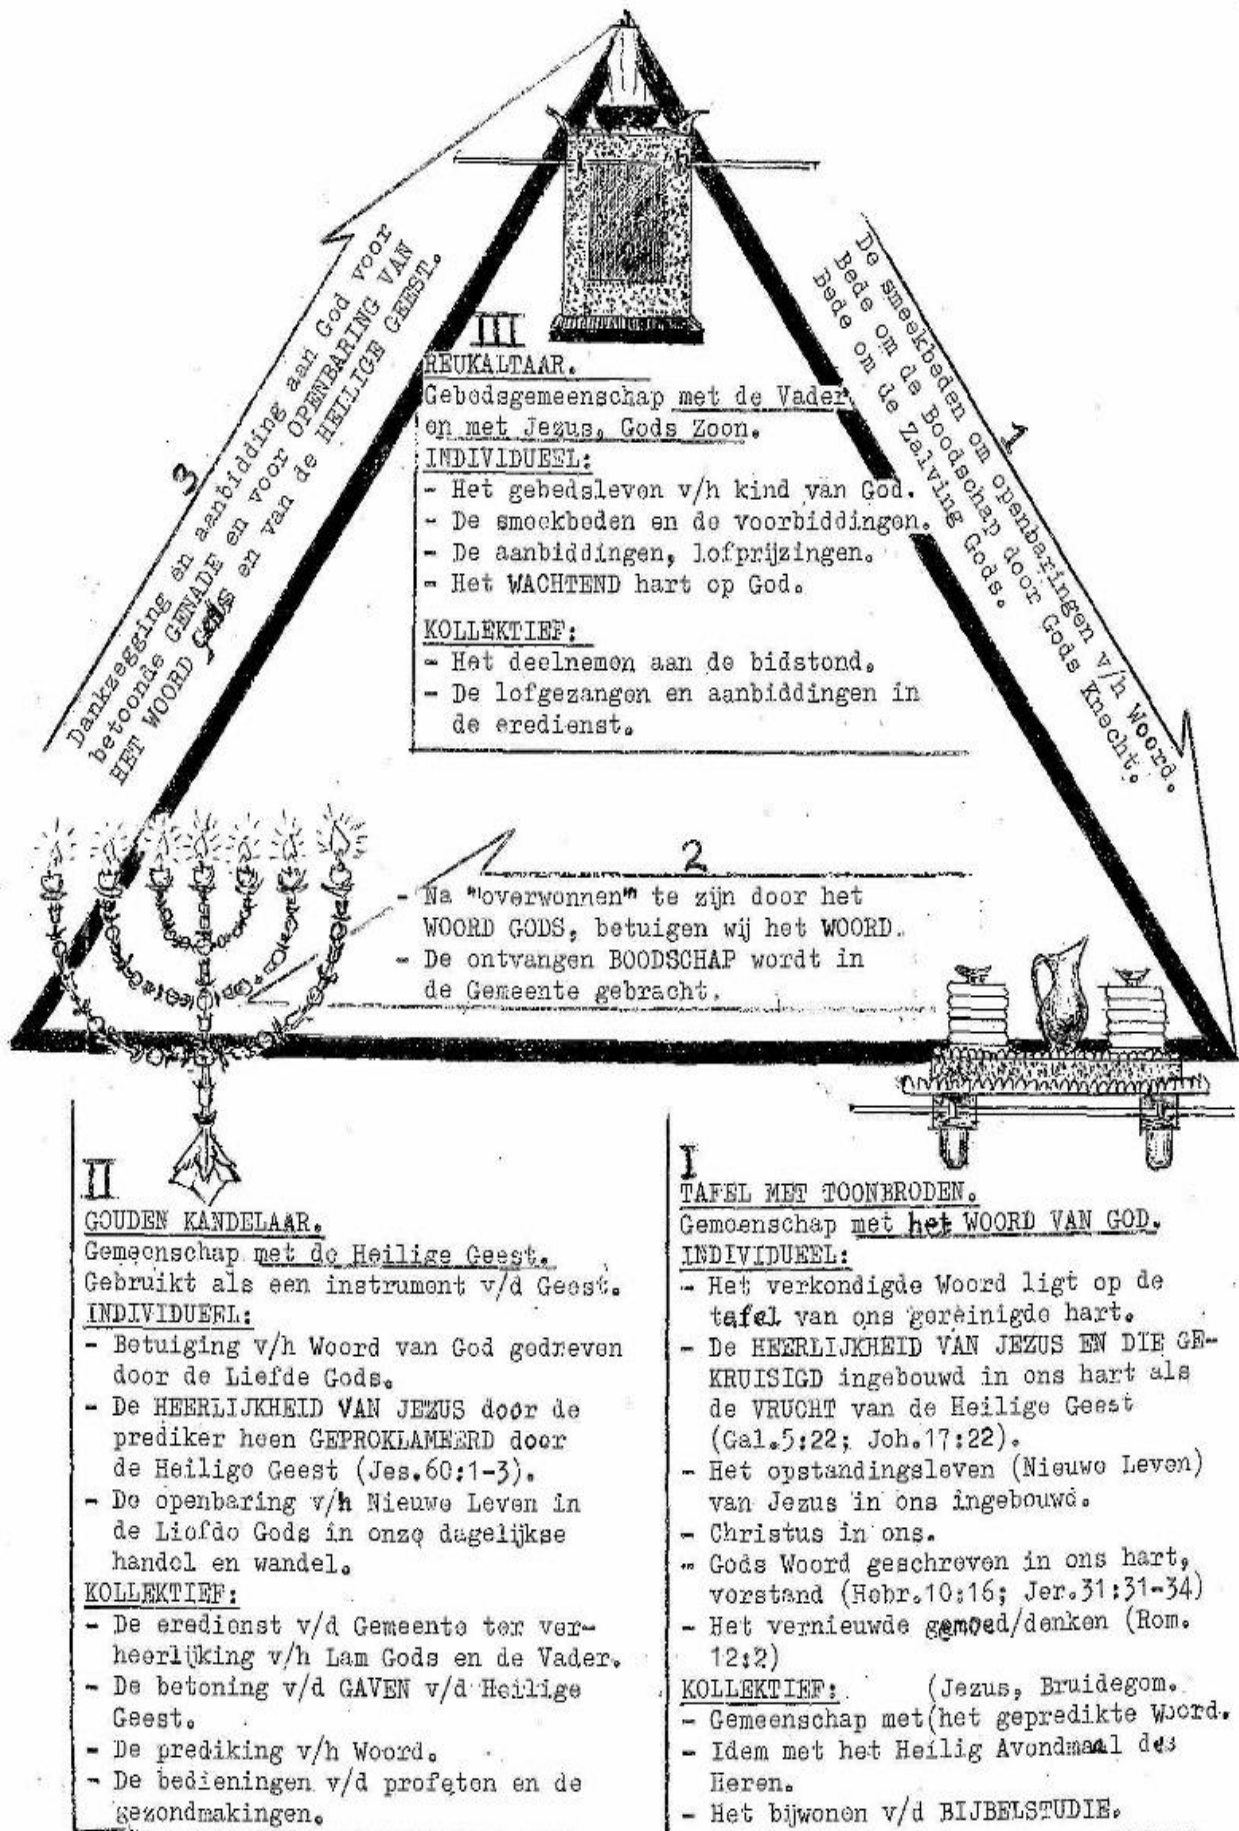 3
Dankzegging en aanbidding aan God voor
betoonde GENADE en voor OPENBARING VAN
HET WOORD GODS en van de HEILIGE GEEST.
1
De smeekbeden om openbaringen v/h Woord.
Bede om de Boodschap door Gods Knecht.
Bede om de Zalving Gods.
III
REUKALTAAR.
Gebedsgemeenschap met de Vader
en met Jezus, Gods Zoon.
INDIVIDUEEL:
- Het gebedsleven v/h kind van God.
- De smeekbeden en de voorbiddingen.
- De aanbiddingen, lofprijzingen.
- Het WACHTEND hart op God.
KOLLEKTIEF:
- Het deelnemen aan de bidstond.
- De lofgezangen en aanbiddingen in
de eredienst.
2
- Na "overwonnen" te zijn door het
WOORD GODS, betuigen wij het WOORD.
- De ontvangen BOODSCHAP wordt in
de Gemeente gebracht.
II
GOUDEN KANDELAAR.
Gemeenschap met de Heilige Geest.
Gebruikt als een instrument v/d Geest.
INDIVIDUEEL:
- Betuiging v/h Woord van God gedreven
door de Liefde Gods.
- De HEERLIJKHEID VAN JEZUS door de
prediker heen GEPROKLAMEERD door
de Heilige Geest (Jes.60:1-3).
- De openbaring v/h Nieuwe Leven in
de Liefde Gods in onze dagelijkse
handel en wandel.
KOLLEKTIEF:
- De eredienst v/d Gemeente ter ver-
heerlijking v/h Lam Gods en de Vader.
- De betoning v/d GAVEN v/d Heilige
Geest.
- De prediking v/h Woord.
- De bedieningen v/d profeten en de
gezondmakingen.
I
TAFEL MET TOONBRODEN.
Gemeenschap met het WOORD VAN GOD.
INDIVIDUEEL:
- Het verkondigde Woord ligt op de
tafel van ons gereinigde hart.
- De HEERLIJKHEID VAN JEZUS EN DIE GE-
KRUISIGD ingebouwd in ons hart als
de VRUCHT van de Heilige Geest
(Gal.5:22; Joh.17:22).
- Het opstandingsleven (Nieuwe Leven)
van Jezus in ons ingebouwd.
- Christus in ons.
- Gods Woord geschreven in ons hart,
verstand (Hebr.10:16; Jer.31:31-34)
- Het vernieuwde gemoed/denken (Rom.
12:2)
KOLLEKTIEF: (Jezus, Bruidegom.
- Gemeenschap met(het gepredikte Woord.
- Idem met het Heilig Avondmaal des
Heren.
- Het bijwonen v/d BIJBELSTUDIE.